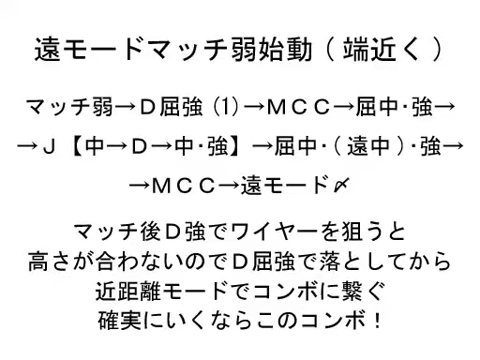 遠モードマッチ弱始動(端近く)
マッチ弱→D屈強(1)→MCC→屈中・強→
→J【中→D→中・強】→屈中・(遠中)・強→
→MCC→遠モード〆
マッチ後D強でワイヤーを狙うと
高さが合わないのでD屈強で落としてから
近距離モードでコンボに繋ぐ
確実にいくならこのコンボ！